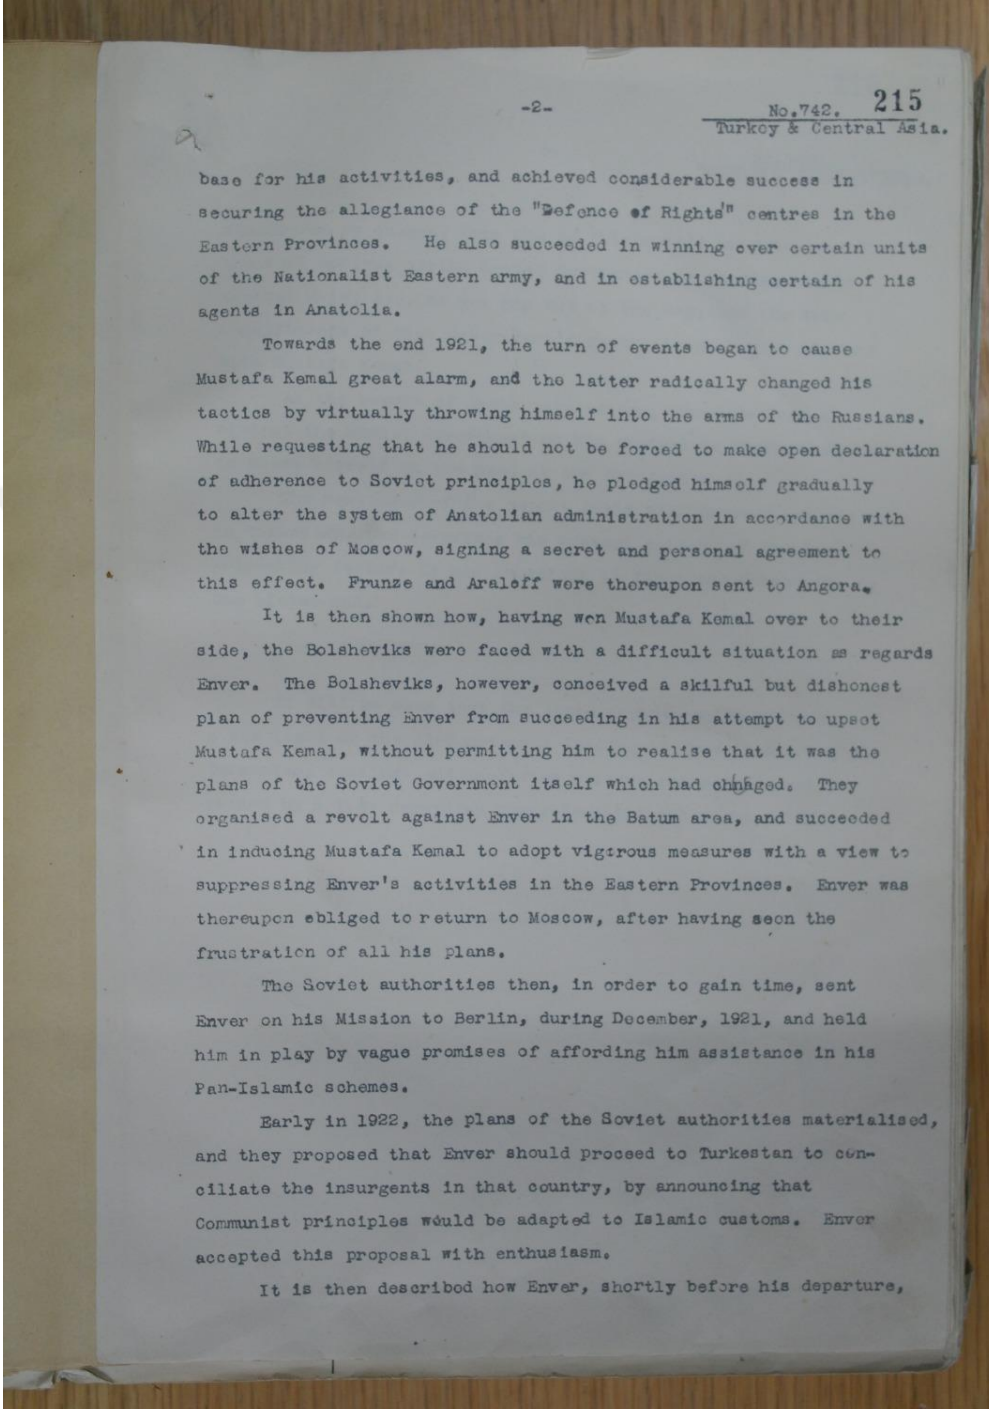 -2-
No.742. 215
Turkey & Central Asia.
base for his activities, and achieved considerable success in
securing the allegiance of the "Defence of Rights'" centres in the
Eastern Provinces. He also succeeded in winning over certain units
of the Nationalist Eastern army, and in establishing certain of his
agents in Anatolia.
Towards the end 1921, the turn of events began to cause
Mustafa Kemal great alarm, and the latter radically changed his
tactics by virtually throwing himself into the arms of the Russians.
While requesting that he should not be forced to make open declaration
of adherence to Soviet principles, he pledged himself gradually
to alter the system of Anatolian administration in accordance with
the wishes of Moscow, signing a secret and personal agreement to
this effect. Frunze and Araloff were thereupon sent to Angora.
It is then shown how, having won Mustafa Kemal over to their
side, the Bolsheviks were faced with a difficult situation as regards
Enver. The Bolsheviks, however, conceived a skilful but dishonest
plan of preventing Enver from succeeding in his attempt to upset
Mustafa Kemal, without permitting him to realise that it was the
plans of the Soviet Government itself which had changed. They
organised a revolt against Enver in the Batum area, and succeeded
in inducing Mustafa Kemal to adopt vigorous measures with a view to
suppressing Enver's activities in the Eastern Provinces. Enver was
thereupon obliged to return to Moscow, after having seen the
frustration of all his plans.
The Soviet authorities then, in order to gain time, sent
Enver on his Mission to Berlin, during December, 1921, and held
him in play by vague promises of affording him assistance in his
Pan-Islamic schemes.
Early in 1922, the plans of the Soviet authorities materialised,
and they proposed that Enver should proceed to Turkestan to con-
ciliate the insurgents in that country, by announcing that
Communist principles would be adapted to Islamic customs. Enver
accepted this proposal with enthusiasm.
It is then described how Enver, shortly before his departure,